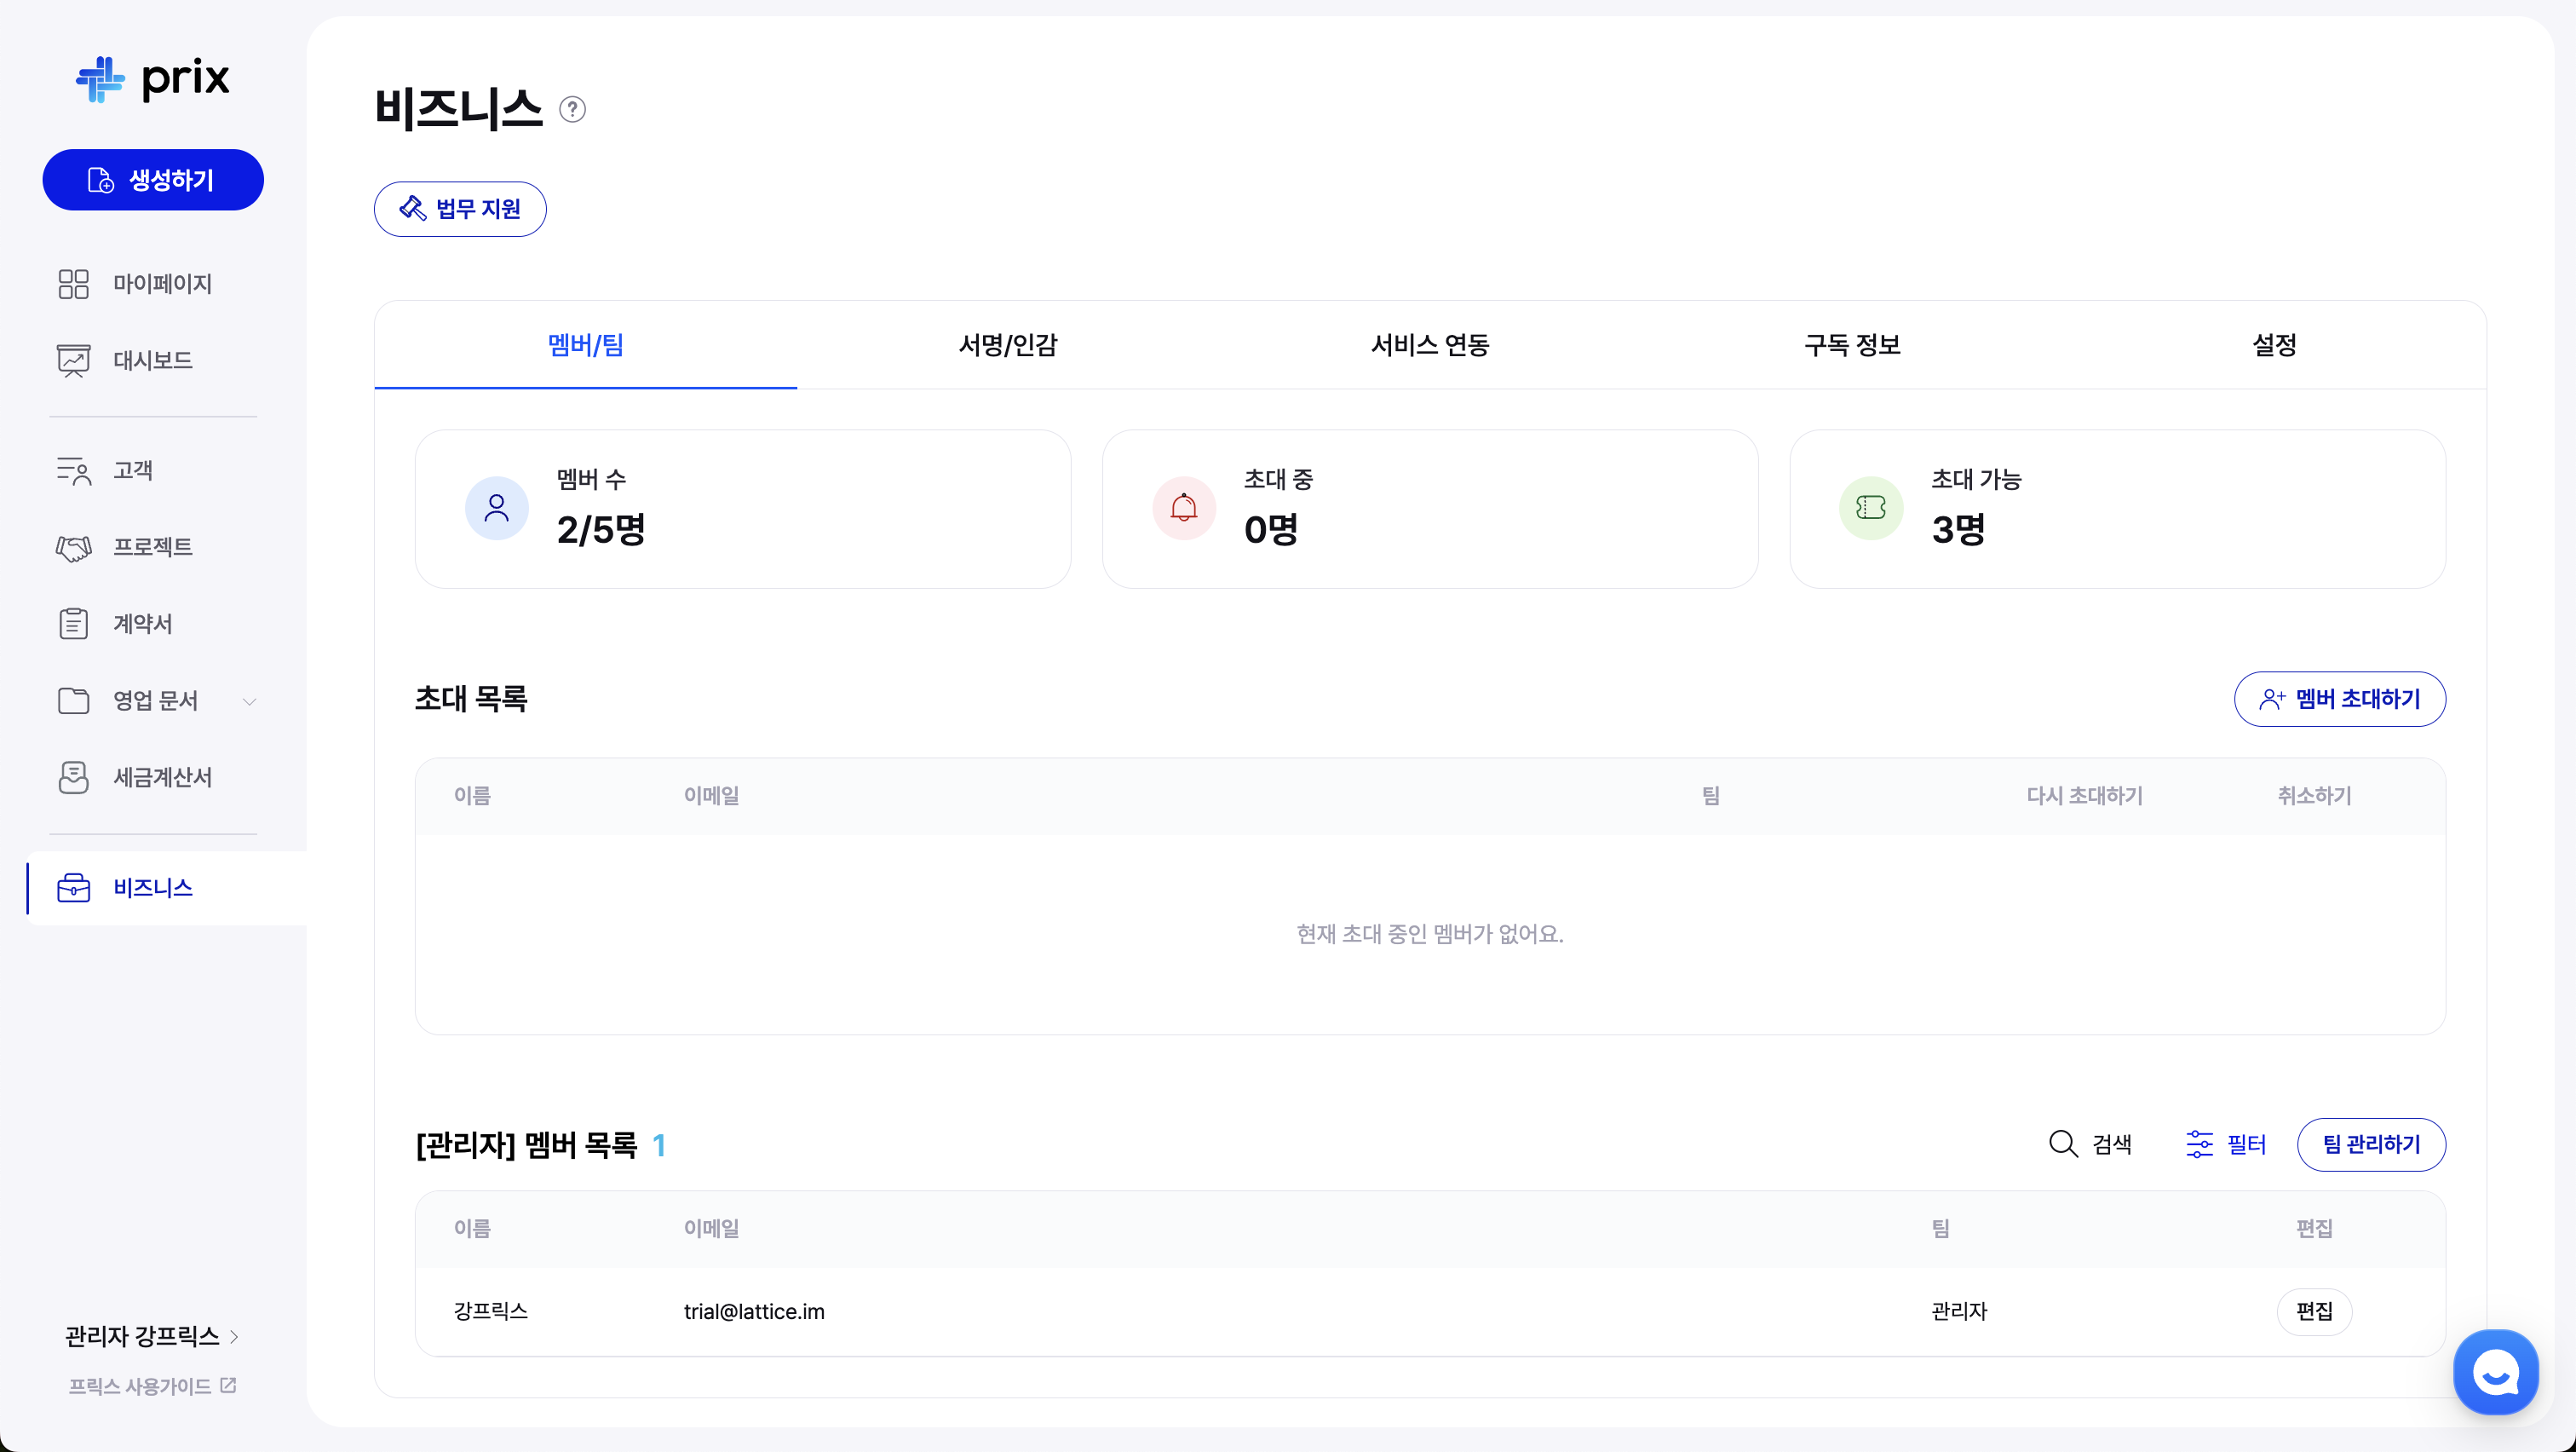 prix
생성하기
마이페이지
대시보드
고객
프로젝트
계약서
영업 문서
세금계산서
비즈니스
관리자 강프릭스
프릭스 사용가이드
비즈니스 ?
법무 지원
멤버/팀 서명/인감 서비스 연동 구독 정보 설정
멤버 수
2/5명
초대 중
0명
초대 가능
3명
초대 목록
멤버 초대하기
이름 이메일 팀 다시 초대하기 취소하기
현재 초대 중인 멤버가 없어요.
[관리자] 멤버 목록 1
검색 필터 팀 관리하기
이름 이메일 팀 편집
강프릭스 trial@lattice.im 관리자 편집